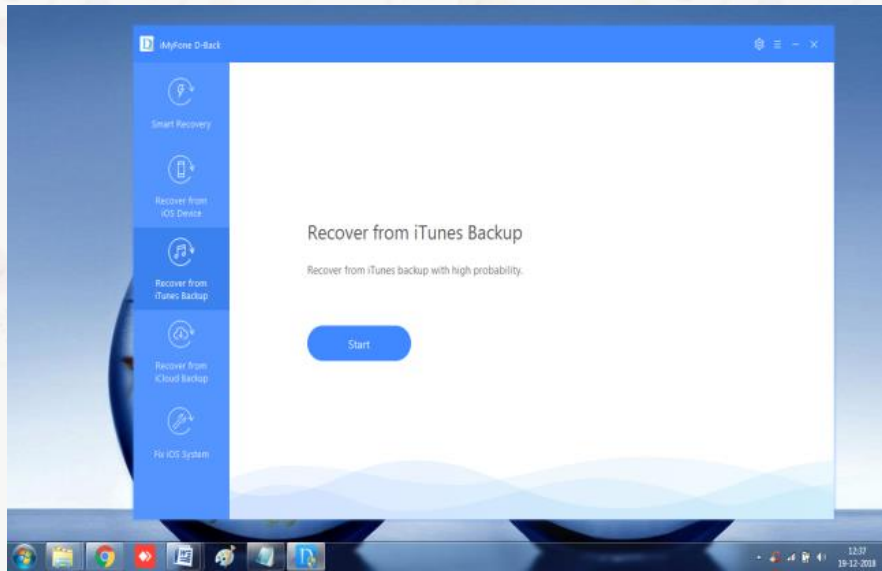 iMyFone D-Back
Smart Recovery
Recover from
iOS Device
Recover from
iTunes Backup
Recover from
iCloud Backup
Fix iOS System
Recover from iTunes Backup
Recover from iTunes backup with high probability.
Start
12:37
19-12-2018